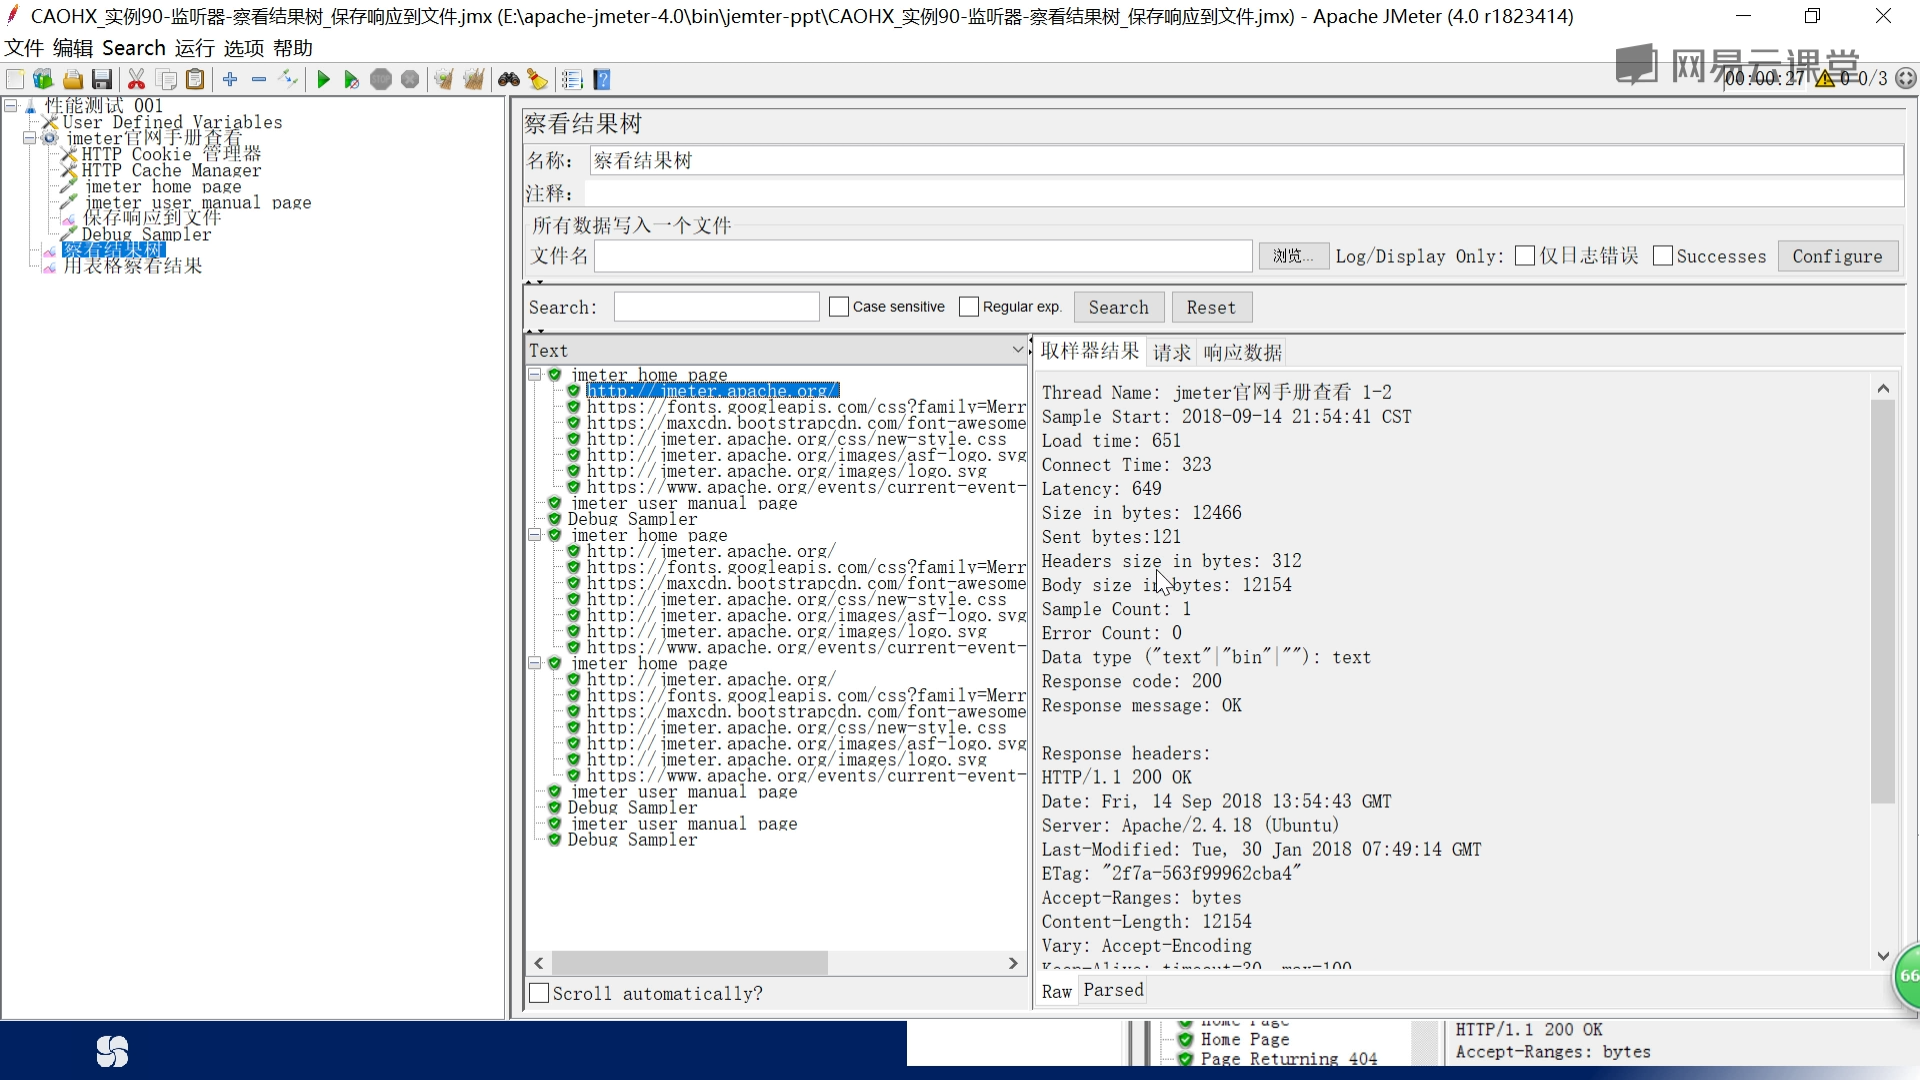 CAOHX_实例90-监听器-察看结果树_保存响应到文件.jmx (E:\apache-jmeter-4.0\bin\jemter-ppt\CAOHX_实例90-监听器-察看结果树_保存响应到文件.jmx) - Apache JMeter (4.0 r1823414)
文件 编辑 Search 运行 选项 帮助
网易云课堂
00:00:27 0 0/3
性能测试 001
User Defined Variables
jmeter官网手册查看
HTTP Cookie 管理器
HTTP Cache Manager
jmeter home page
jmeter user manual page
保存响应到文件
Debug Sampler
察看结果树
用表格察看结果
察看结果树
名称: 察看结果树
注释:
所有数据写入一个文件
文件名 浏览... Log/Display Only: 仅日志错误 Successes Configure
Search: Case sensitive Regular exp. Search Reset
Text
jmeter home page
http://jmeter.apache.org/
https://fonts.googleapis.com/css?family=Merr
https://maxcdn.bootstrapcdn.com/font-awesome
http://jmeter.apache.org/css/new-style.css
http://jmeter.apache.org/images/asf-logo.svg
http://jmeter.apache.org/images/logo.svg
https://www.apache.org/events/current-event-
jmeter user manual page
Debug Sampler
jmeter home page
http://jmeter.apache.org/
https://fonts.googleapis.com/css?family=Merr
https://maxcdn.bootstrapcdn.com/font-awesome
http://jmeter.apache.org/css/new-style.css
http://jmeter.apache.org/images/asf-logo.svg
http://jmeter.apache.org/images/logo.svg
https://www.apache.org/events/current-event-
jmeter home page
http://jmeter.apache.org/
https://fonts.googleapis.com/css?family=Merr
https://maxcdn.bootstrapcdn.com/font-awesome
http://jmeter.apache.org/css/new-style.css
http://jmeter.apache.org/images/asf-logo.svg
http://jmeter.apache.org/images/logo.svg
https://www.apache.org/events/current-event-
jmeter user manual page
Debug Sampler
jmeter user manual page
Debug Sampler
Scroll automatically?
取样器结果 请求 响应数据
Thread Name: jmeter官网手册查看 1-2
Sample Start: 2018-09-14 21:54:41 CST
Load time: 651
Connect Time: 323
Latency: 649
Size in bytes: 12466
Sent bytes:121
Headers size in bytes: 312
Body size in bytes: 12154
Sample Count: 1
Error Count: 0
Data type ("text"|"bin"|""): text
Response code: 200
Response message: OK
Response headers:
HTTP/1.1 200 OK
Date: Fri, 14 Sep 2018 13:54:43 GMT
Server: Apache/2.4.18 (Ubuntu)
Last-Modified: Tue, 30 Jan 2018 07:49:14 GMT
ETag: "2f7a-563f99962cba4"
Accept-Ranges: bytes
Content-Length: 12154
Vary: Accept-Encoding
Keep-Alive: timeout=30, max=100
Raw Parsed
66
Home Page
Home Page
Page Returning 404
HTTP/1.1 200 OK
Accept-Ranges: bytes